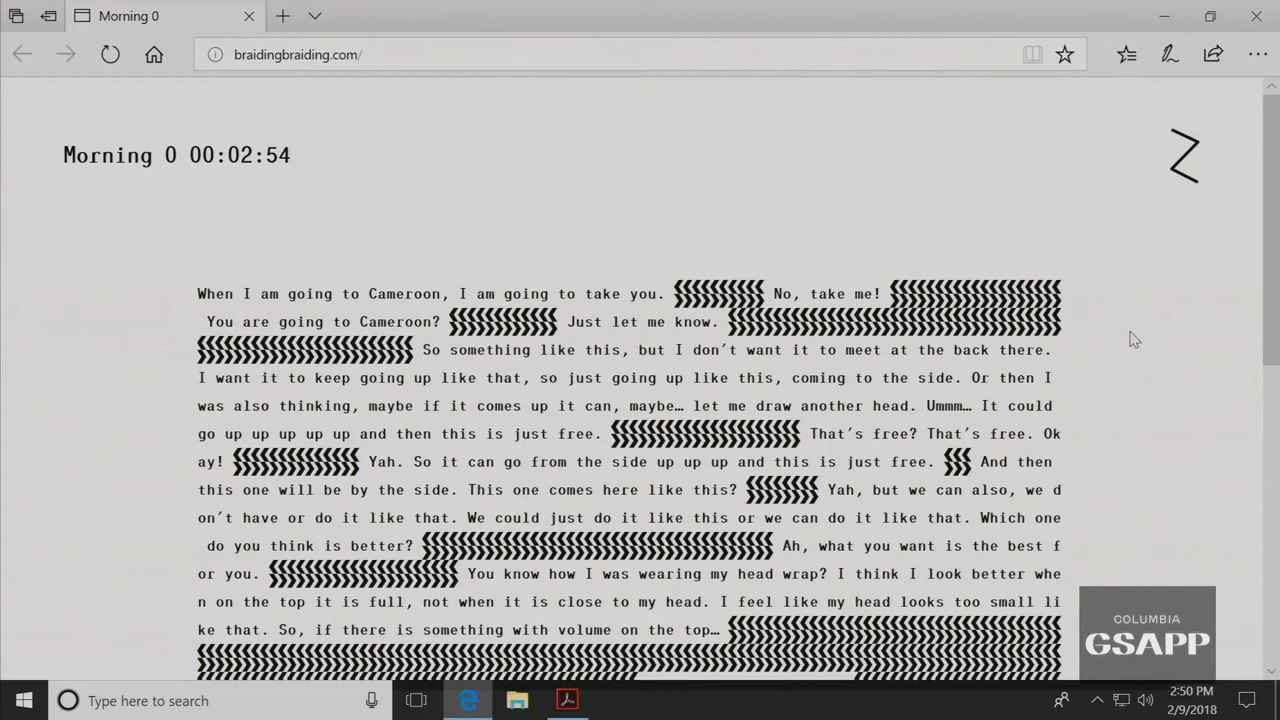 Morning 0
braidingbraiding.com/
Morning 0 00:02:54
When I am going to Cameroon, I am going to take you. No, take me!
You are going to Cameroon? Just let me know.
So something like this, but I don't want it to meet at the back there.
I want it to keep going up like that, so just going up like this, coming to the side. Or then I
was also thinking, maybe if it comes up it can, maybe… let me draw another head. Ummm… It could
go up up up up up and then this is just free. That's free? That's free. Ok
ay! Yah. So it can go from the side up up up and this is just free. And then
this one will be by the side. This one comes here like this? Yah, but we can also, we d
on't have or do it like that. We could just do it like this or we can do it like that. Which one
do you think is better? Ah, what you want is the best f
or you. You know how I was wearing my head wrap? I think I look better whe
n on the top it is full, not when it is close to my head. I feel like my head looks too small li
ke that. So, if there is something with volume on the top…
COLUMBIA
GSAPP
Type here to search
2:50 PM
2/9/2018